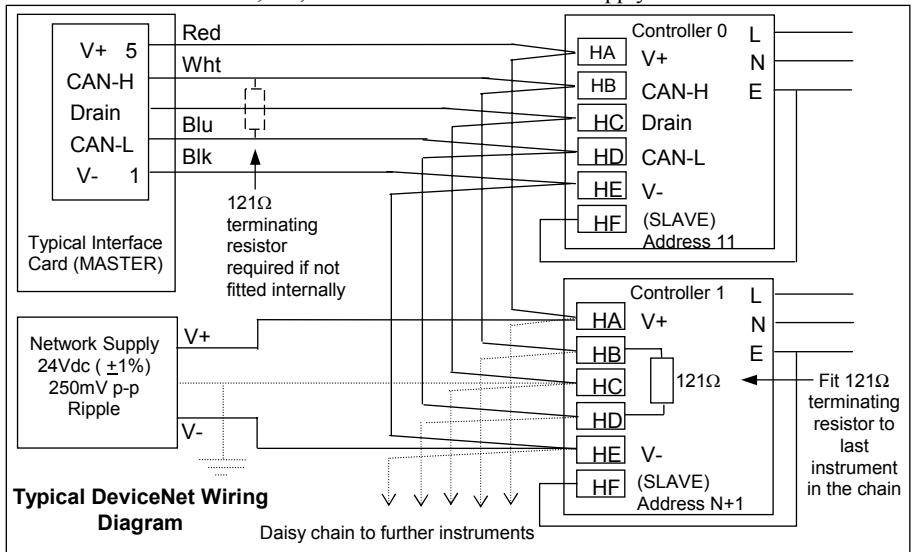 supply
V+ 5
CAN-H
Drain
CAN-L
V- 1
Typical Interface
Card (MASTER)
Red
Wht
Blu
Blk
121Ω
terminating
resistor
required if not
fitted internally
Controller 0
HA V+
HB CAN-H
HC Drain
HD CAN-L
HE V-
HF (SLAVE)
Address 11
L
N
E
Network Supply
24Vdc ( ±1%)
250mV p-p
Ripple
V+
V-
Controller 1
HA V+
HB
HC
HD
HE V-
HF (SLAVE)
Address N+1
121Ω
L
N
E
Fit 121Ω
terminating
resistor to
last
instrument
in the chain
Typical DeviceNet Wiring
Diagram
Daisy chain to further instruments